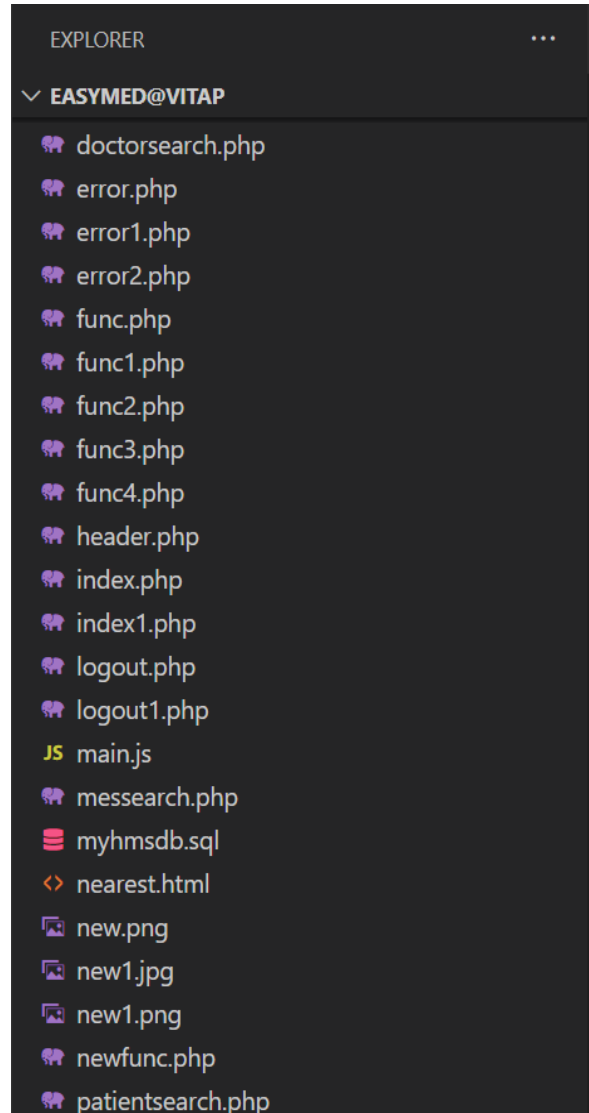 EXPLORER ...
EASYMED@VITAP
doctorsearch.php
error.php
error1.php
error2.php
func.php
func1.php
func2.php
func3.php
func4.php
header.php
index.php
index1.php
logout.php
logout1.php
JS main.js
messearch.php
myhmsdb.sql
<> nearest.html
new.png
new1.jpg
new1.png
newfunc.php
patientsearch.php